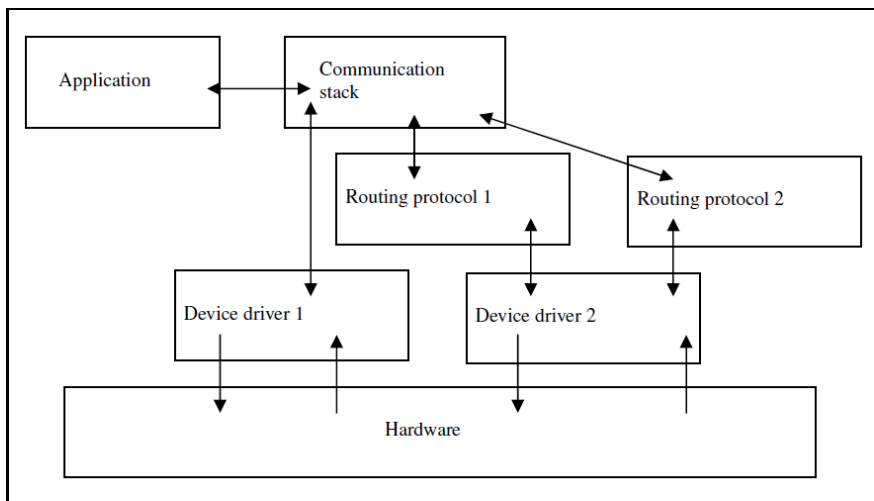 Application
Communication
stack
Routing protocol 1
Routing protocol 2
Device driver 1
Device driver 2
Hardware